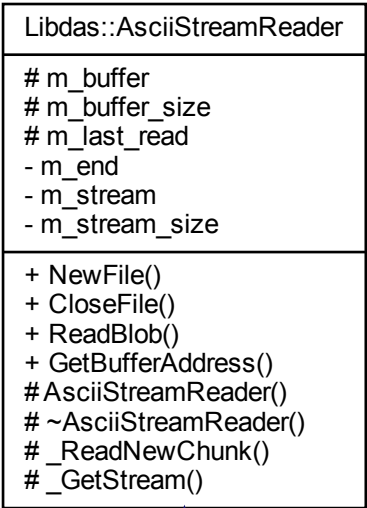 Libdas::AsciiStreamReader
# m_buffer
# m_buffer_size
# m_last_read
- m_end
- m_stream
- m_stream_size
+ NewFile()
+ CloseFile()
+ ReadBlob()
+ GetBufferAddress()
# AsciiStreamReader()
# ~AsciiStreamReader()
# _ReadNewChunk()
# _GetStream()